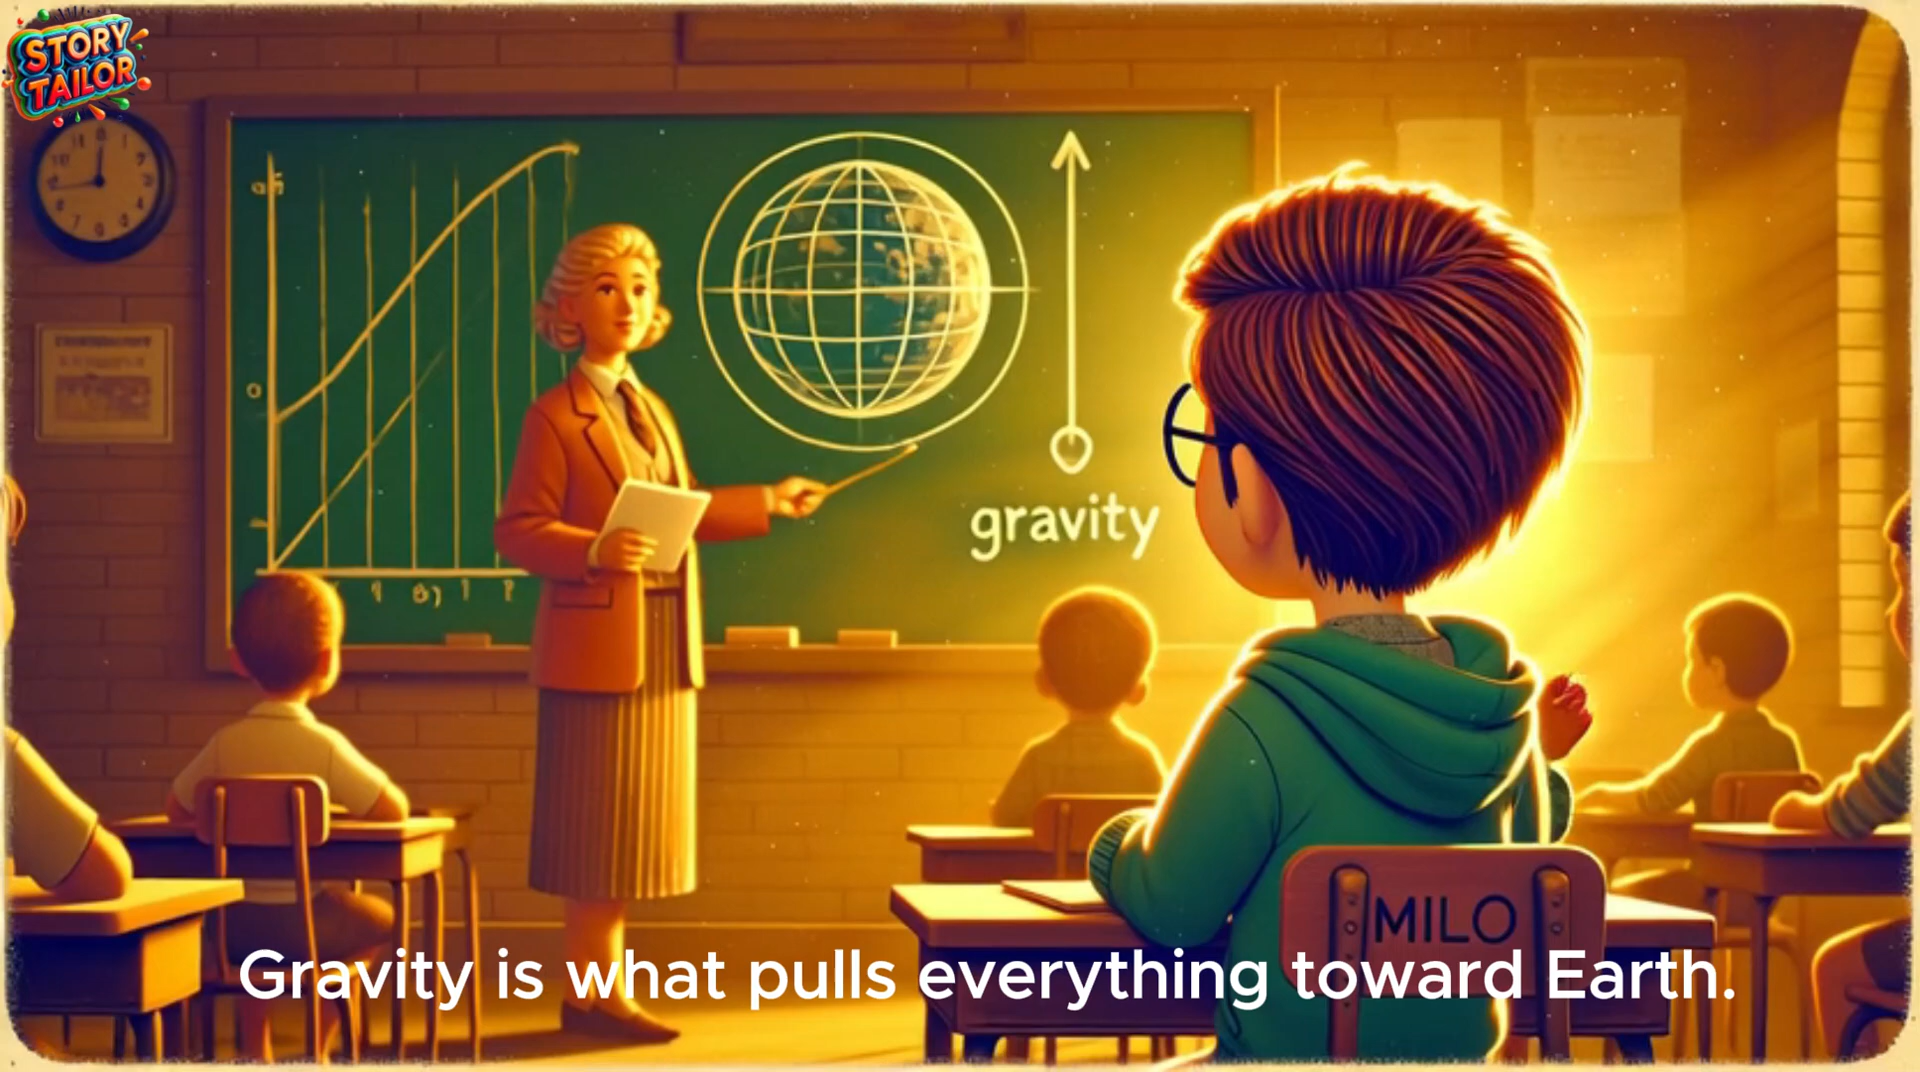 STORY
TAILOR
gravity
MILO
Gravity is what pulls everything toward Earth.